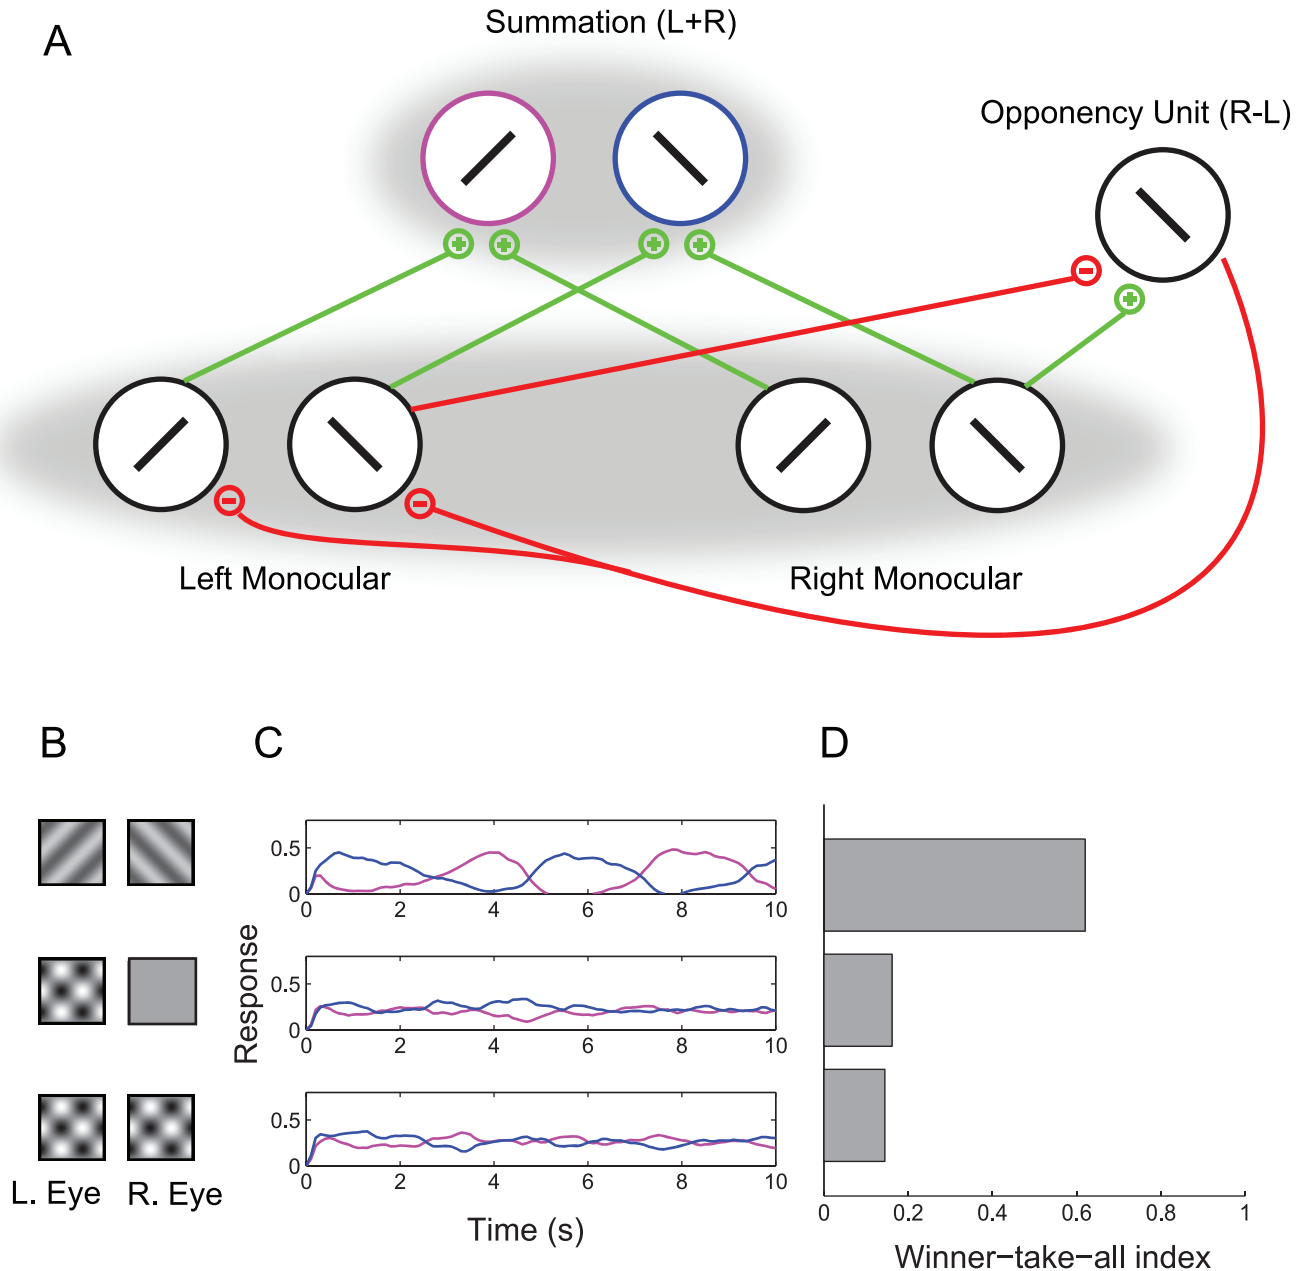 A
Summation (L+R)
Opponency Unit (R-L)
Left Monocular
Right Monocular
B
C
D
L. Eye
R. Eye
Response
0.5
0
0
2
4
6
8
10
0.5
0
0
2
4
6
8
10
0.5
0
0
2
4
6
8
10
Time (s)
0
0.2
0.4
0.6
0.8
1
Winner−take−all index